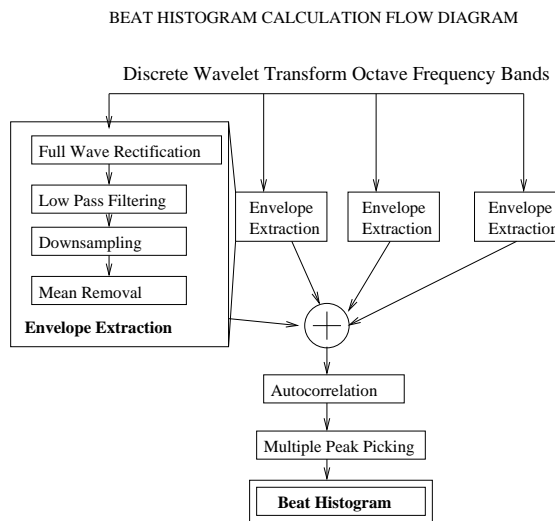 BEAT HISTOGRAM CALCULATION FLOW DIAGRAM
Discrete Wavelet Transform Octave Frequency Bands
Full Wave Rectification
Low Pass Filtering
Downsampling
Mean Removal
Envelope Extraction
Envelope
Extraction
Envelope
Extraction
Envelope
Extraction
Autocorrelation
Multiple Peak Picking
Beat Histogram